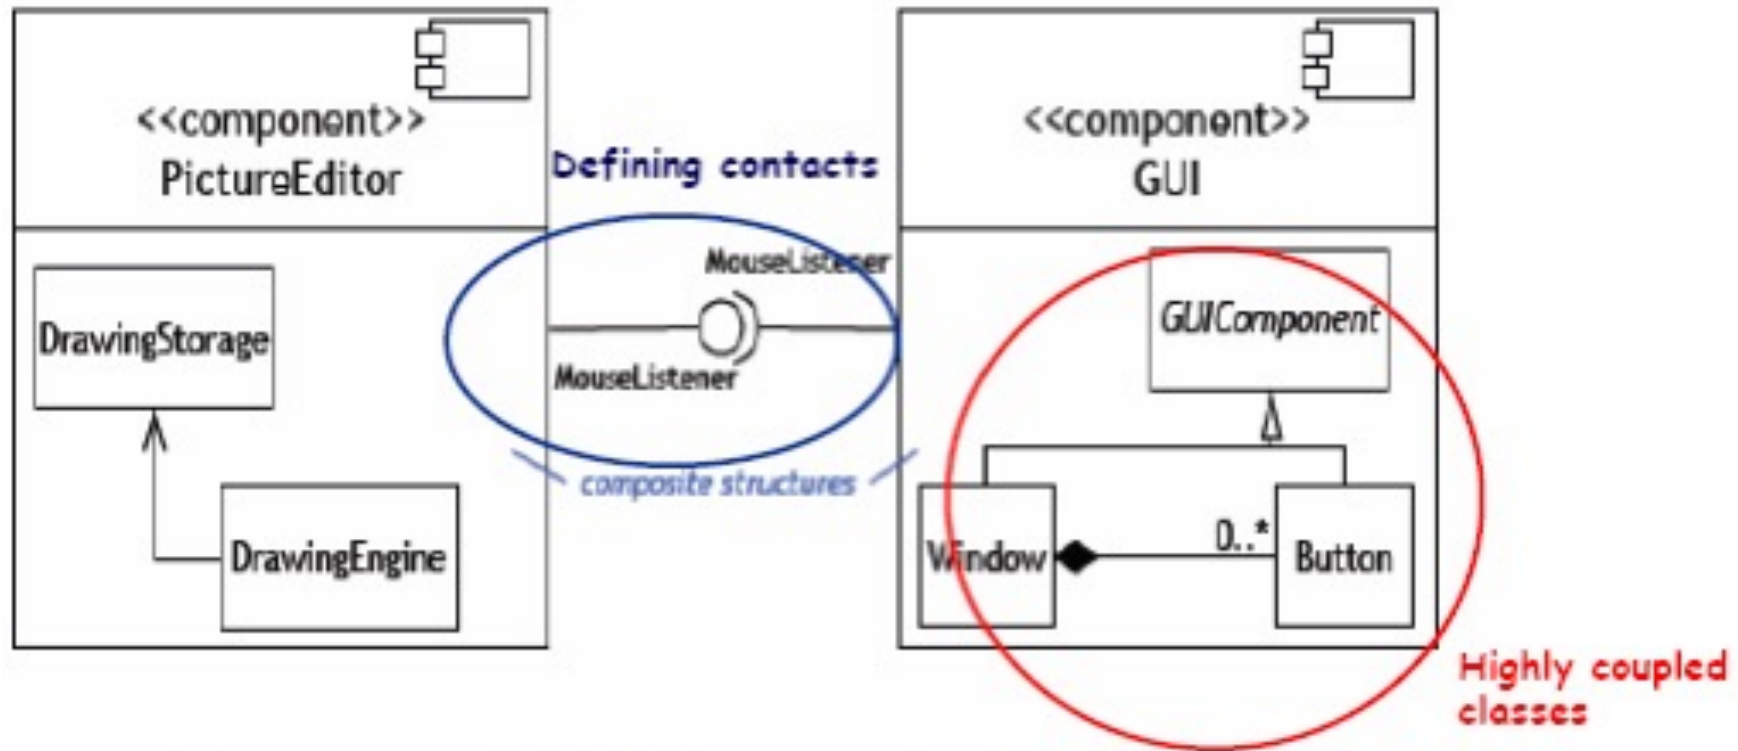 <<component>>
PictureEditor
DrawingStorage
DrawingEngine
Defining contacts
MouseListener
MouseListener
composite structures
<<component>>
GUI
GUIComponent
Window
0..*
Button
Highly coupled
classes